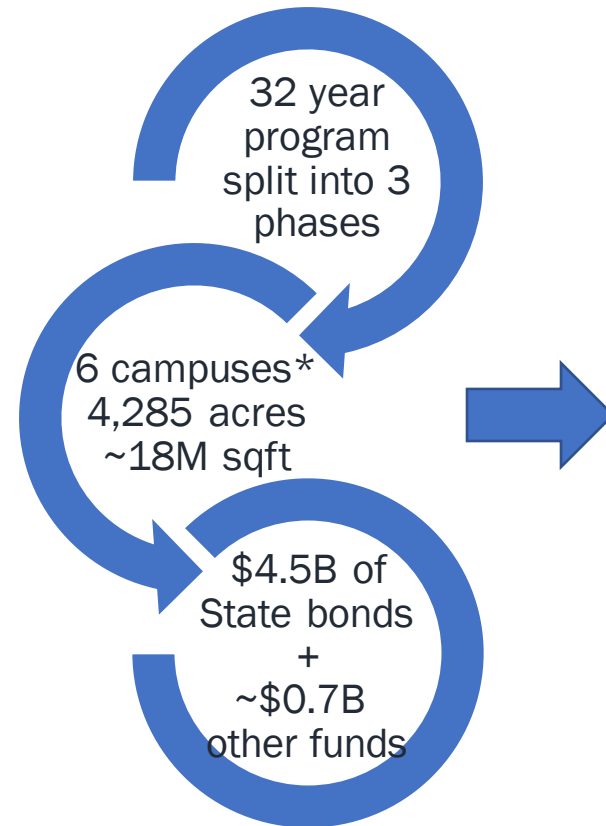 32 year
program
split into 3
phases
6 campuses*
4,285 acres
~18M sqft
$4.5B of
State bonds
+
~$0.7B
other funds